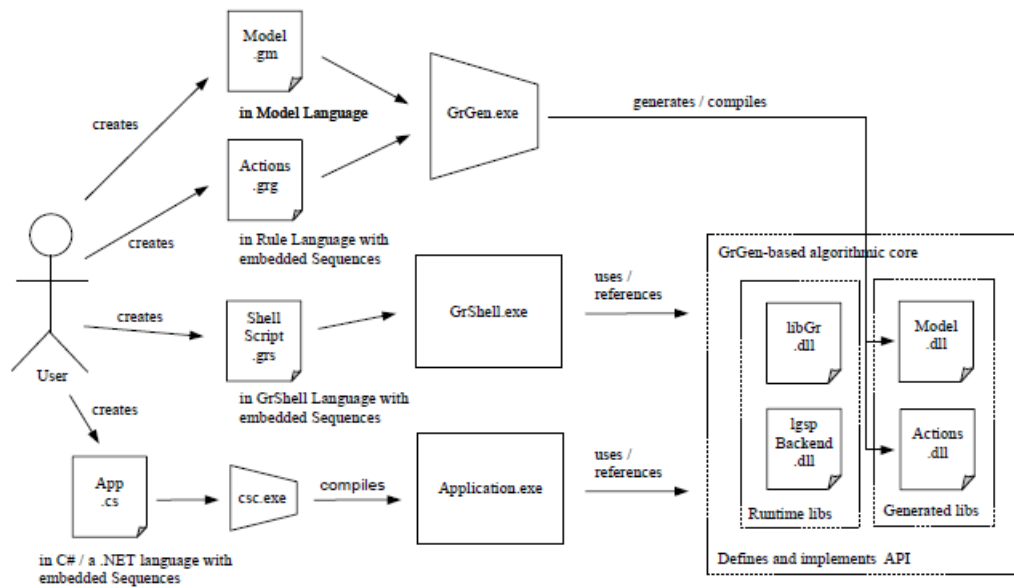 Model
.gm
in Model Language
creates
GrGen.exe
generates / compiles
Actions
.grg
in Rule Language with
embedded Sequences
creates
User
creates
Shell
Script
.grs
in GrShell Language with
embedded Sequences
GrShell.exe
uses /
references
creates
App
.cs
in C# / a .NET language with
embedded Sequences
csc.exe
compiles
Application.exe
uses /
references
GrGen-based algorithmic core
libGr
.dll
lgsp
Backend
.dll
Runtime libs
Model
.dll
Actions
.dll
Generated libs
Defines and implements API